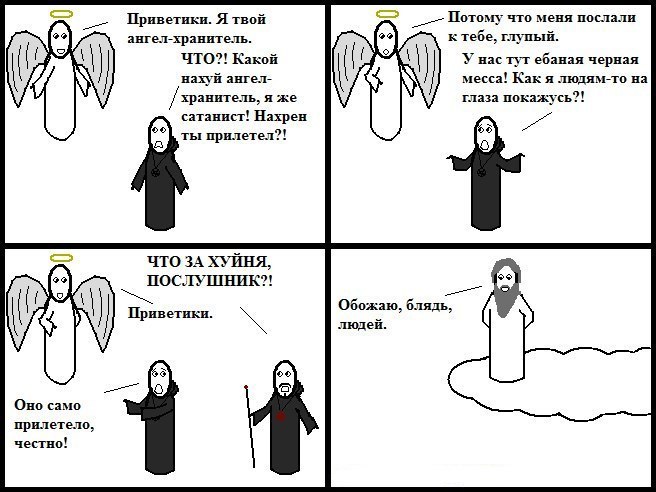 Приветики. Я твой
ангел-хранитель.
ЧТО?! Какой
нахуй ангел-
хранитель, я же
сатанист! Нахрен
ты прилетел?!
Потому что меня послали
к тебе, глупый.
У нас тут ебаная черная
месса! Как я людям-то на
глаза покажусь?!
ЧТО ЗА ХУЙНЯ,
ПОСЛУШНИК?!
Приветики.
Оно само
прилетело,
честно!
Обожаю, блядь,
людей.